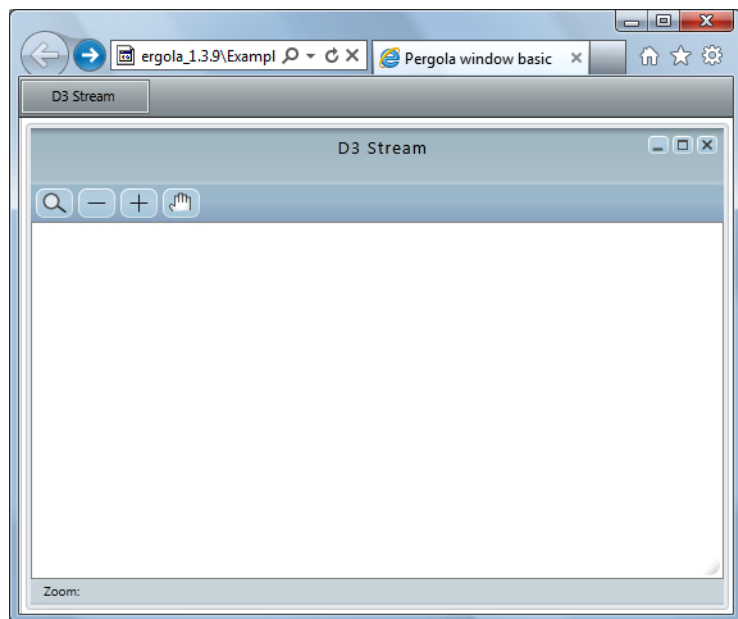 ergola_1.3.9\Exampl
Pergola window basic
D3 Stream
D3 Stream
Zoom: